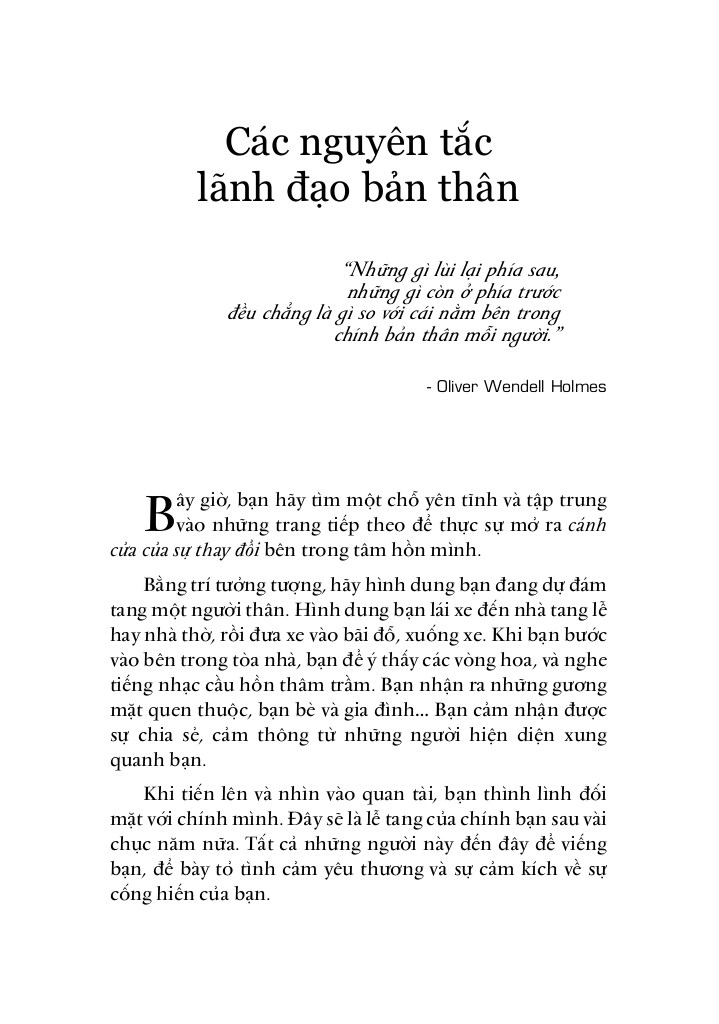 Các nguyên tắc
lãnh đạo bản thân
“Những gì lùi lại phía sau,
những gì còn ở phía trước
đều chẳng là gì so với cái nằm bên trong
chính bản thân mỗi người.”
- Oliver Wendell Holmes
Bây giờ, bạn hãy tìm một chỗ yên tĩnh và tập trung
vào những trang tiếp theo để thực sự mở ra cánh
cửa của sự thay đổi bên trong tâm hồn mình.
Bằng trí tưởng tượng, hãy hình dung bạn đang dự đám
tang một người thân. Hình dung bạn lái xe đến nhà tang lễ
hay nhà thờ, rồi đưa xe vào bãi đỗ, xuống xe. Khi bạn bước
vào bên trong tòa nhà, bạn để ý thấy các vòng hoa, và nghe
tiếng nhạc cầu hồn thâm trầm. Bạn nhận ra những gương
mặt quen thuộc, bạn bè và gia đình... Bạn cảm nhận được
sự chia sẻ, cảm thông từ những người hiện diện xung
quanh bạn.
Khi tiến lên và nhìn vào quan tài, bạn thình lình đối
mặt với chính mình. Đây sẽ là lễ tang của chính bạn sau vài
chục năm nữa. Tất cả những người này đến đây để viếng
bạn, để bày tỏ tình cảm yêu thương và sự cảm kích về sự
cống hiến của bạn.